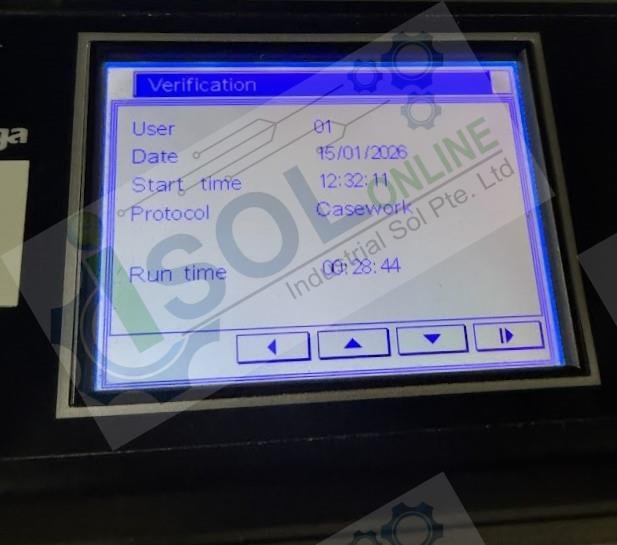 ga
Verification
User 01
Date 15/01/2026
Start time 12:32:11
Protocol Casework
Run time 00:28:44
iSOL ONLINE
Industrial Sol Pte. Ltd